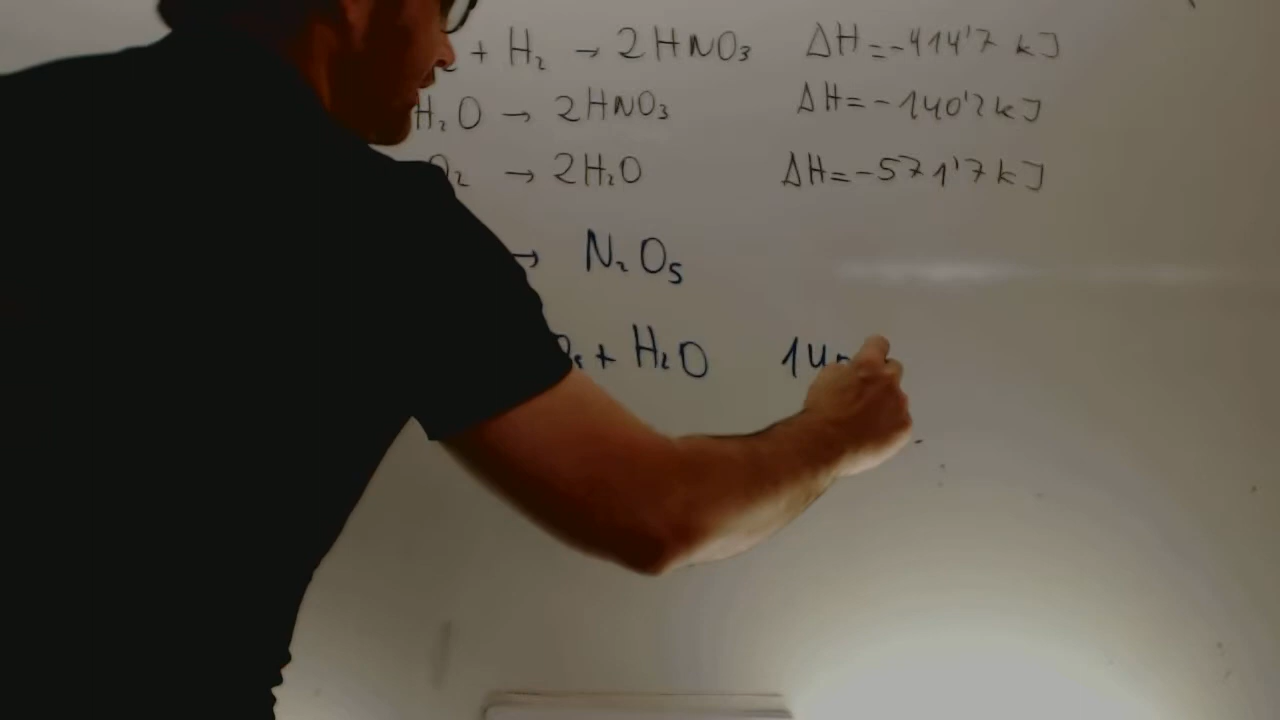 + H₂ → 2HNO₃ ΔH=-414'7 kJ
H₂O → 2HNO₃ ΔH=-140'2 kJ
O₂ → 2H₂O ΔH=-571'7 kJ
→ N₂O₅
+ H₂O